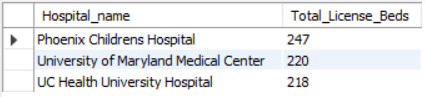 Hospital_name Total_License_Beds
Phoenix Childrens Hospital 247
University of Maryland Medical Center 220
UC Health University Hospital 218